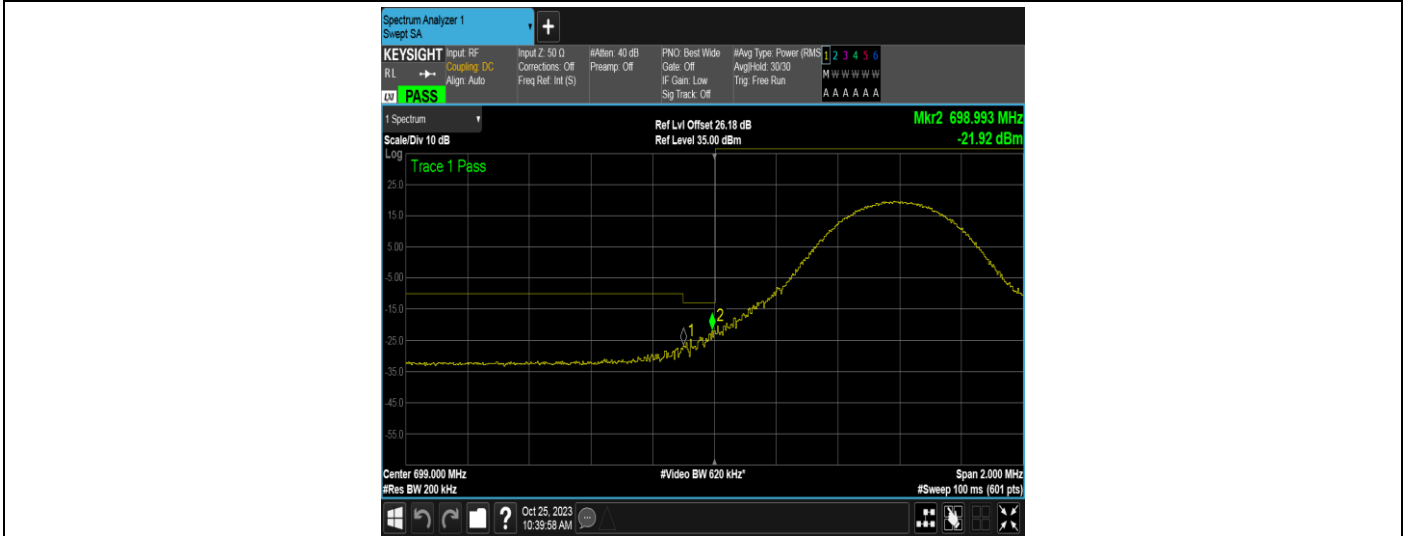 Spectrum Analyzer 1
Swept SA
+
KEYSIGHT Input: RF Input Z: 50 Ω #Atten: 40 dB PNO: Best Wide #Avg Type: Power (RMS 1 2 3 4 5 6
Coupling: DC Corrections: Off Preamp: Off Gate: Off Avg|Hold: 30/30
RL Align: Auto Freq Ref: Int (S) IF Gain: Low Trig: Free Run M W W W W W
Sig Track: Off A A A A A A
LXI PASS
1 Spectrum Ref Lvl Offset 26.18 dB Mkr2 698.993 MHz
Scale/Div 10 dB Ref Level 35.00 dBm -21.92 dBm
Log
Trace 1 Pass
25.0
15.0
5.00
-5.00
-15.0
2
1
-25.0
-35.0
-45.0
-55.0
Center 699.000 MHz #Video BW 620 kHz* Span 2.000 MHz
#Res BW 200 kHz #Sweep 100 ms (601 pts)
? Oct 25, 2023
10:39:58 AM